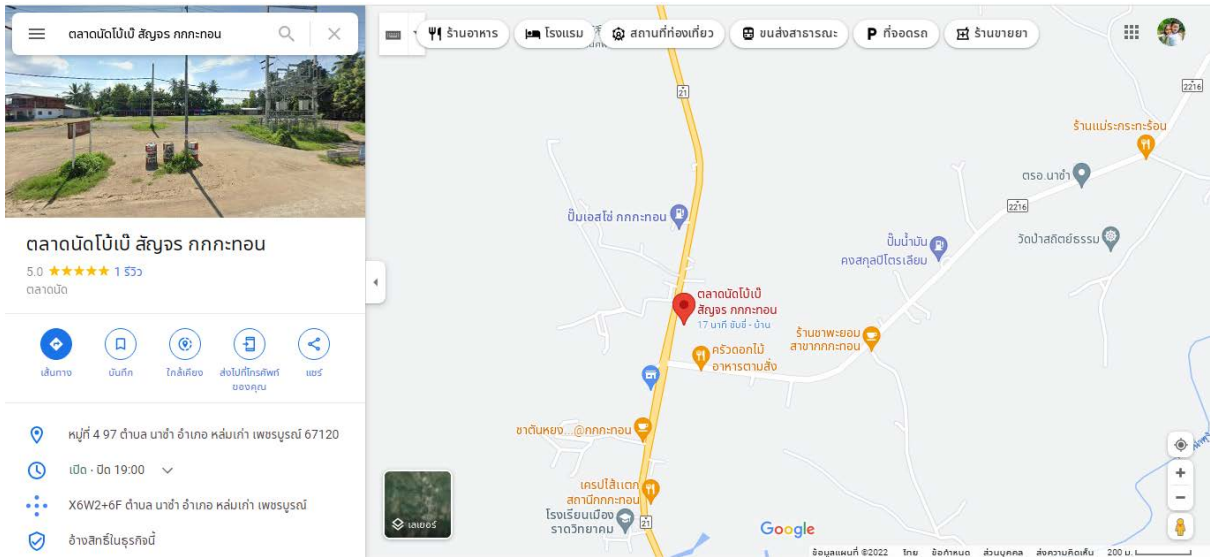 ตลาดนัดโบ้เบ๊ สัญจร กกกะทอน
ร้านอาหาร
โรงแรม
สถานที่ท่องเที่ยว
ขนส่งสาธารณะ
P ที่จอดรถ
ร้านขายยา
21
2216
ร้านแม่ระกระทะร้อน
ตรอ.นาซำ
2216
ปั๊มเอสโซ่ กกกะทอน
วัดป่าสถิตย์ธรรม
ปั๊มน้ำมัน
คงสกุลปิโตรเลียม
ตลาดนัดโบ้เบ๊ สัญจร กกกะทอน
5.0 ★★★★★ 1 รีวิว
ตลาดนัด
ตลาดนัดโบ้เบ๊
สัญจร กกกะทอน
17 นาที ขับขี่ - บ้าน
ร้านชาพะยอม
สาขากกกะทอน
ครัวดอกไม้
อาหารตามสั่ง
เส้นทาง
บันทึก
ใกล้เคียง
ส่งไปที่โทรศัพท์
ของคุณ
แชร์
หมู่ที่ 4 97 ตำบล นาซำ อำเภอ หล่มเก่า เพชรบูรณ์ 67120
เปิด · ปิด 19:00
X6W2+6F ตำบล นาซำ อำเภอ หล่มเก่า เพชรบูรณ์
อ้างสิทธิ์ในธุรกิจนี้
ชาตันหยง...@กกกะทอน
เครปไส้แตก
สถานีกกกะทอน
โรงเรียนเมือง
ราดวิทยาคม
21
เลเยอร์
Google
ข้อมูลแผนที่ ©2022 ไทย ข้อกำหนด ส่วนบุคคล ส่งความคิดเห็น 200 ม.